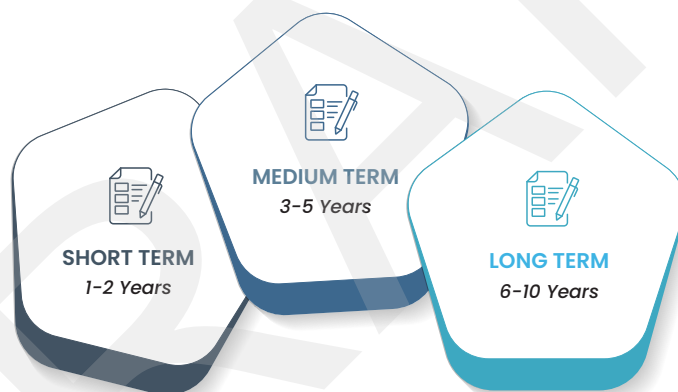 SHORT TERM
1-2 Years
MEDIUM TERM
3-5 Years
LONG TERM
6-10 Years